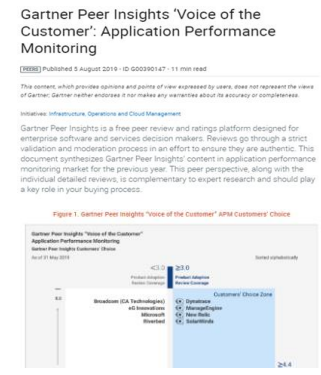 Gartner Peer Insights 'Voice of the
Customer': Application Performance
Monitoring
PEERS Published 5 August 2019 - ID G00390147 - 11 min read
This content, which provides opinions and points of view expressed by users, does not represent the views
of Gartner; Gartner neither endorses it nor makes any warranties about its accuracy or completeness.
Initiatives: Infrastructure, Operations and Cloud Management
Gartner Peer Insights is a free peer review and ratings platform designed for
enterprise software and services decision makers. Reviews go through a strict
validation and moderation process in an effort to ensure they are authentic. This
document synthesizes Gartner Peer Insights' content in application performance
monitoring market for the previous year. This peer perspective, along with the
individual detailed reviews, is complementary to expert research and should play
a key role in your buying process.
Figure 1. Gartner Peer Insights "Voice of the Customer" APM Customers' Choice
Gartner Peer Insights "Voice of the Customer"
Application Performance Monitoring
Gartner Peer Insights Customers' Choice
As of 31 May 2019 Sorted alphabetically
<3.0 ≥3.0
Product Adoption Product Adoption
Review Coverage Review Coverage
Customers' Choice Zone
5.0
Broadcom (CA Technologies) Dynatrace
eG Innovations ManageEngine
Microsoft New Relic
Riverbed SolarWinds
≥4.4